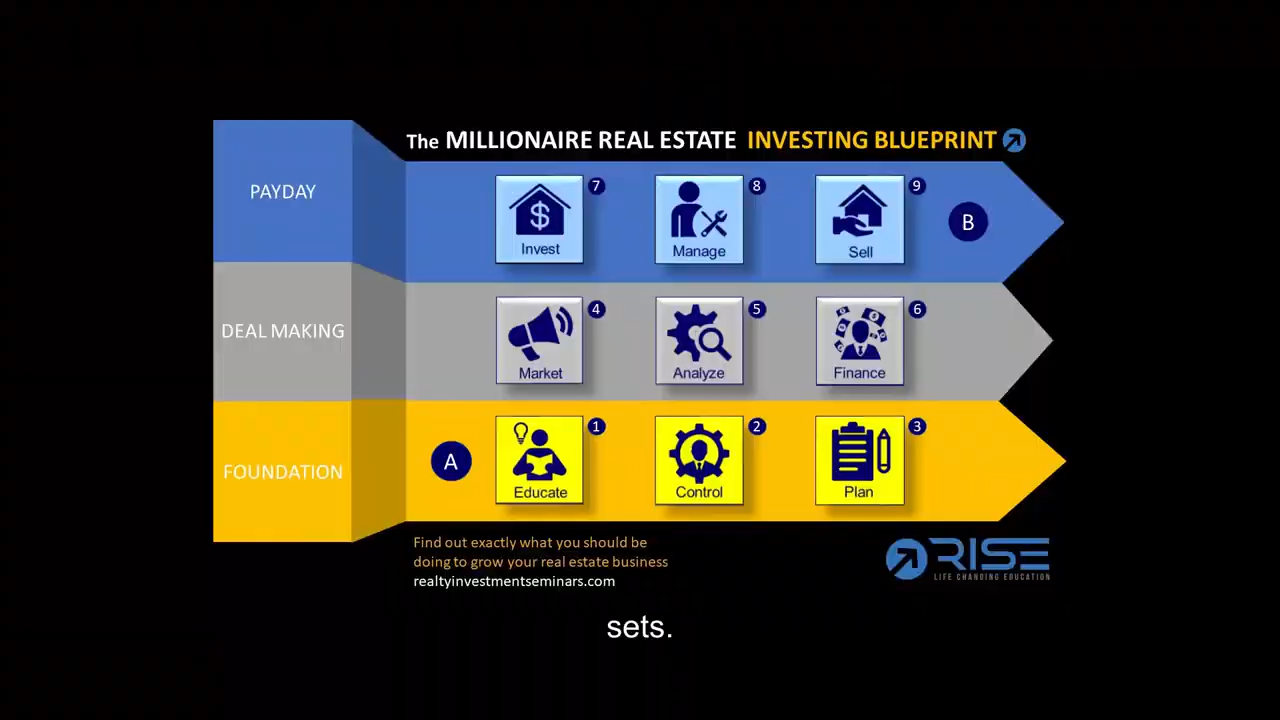 The MILLIONAIRE REAL ESTATE INVESTING BLUEPRINT
PAYDAY
7
8
9
Invest
Manage
Sell
B
DEAL MAKING
4
5
6
Market
Analyze
Finance
FOUNDATION
A
1
2
3
Educate
Control
Plan
Find out exactly what you should be
doing to grow your real estate business
realtyinvestmentseminars.com
RISE
LIFE CHANGING EDUCATION
sets.